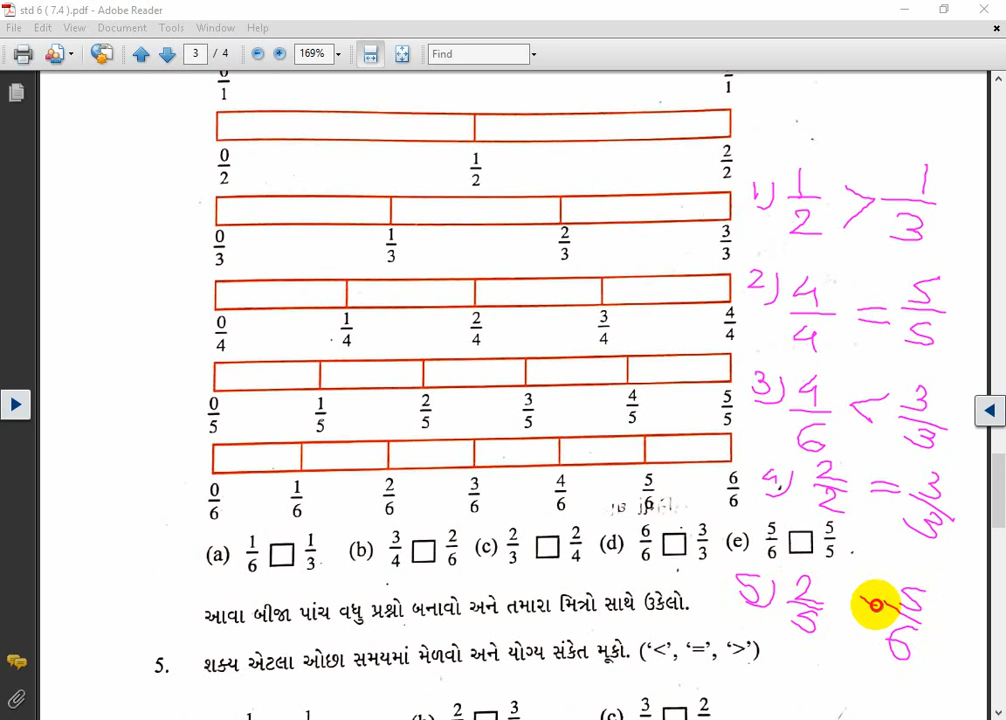 std 6 ( 7.4 ).pdf - Adobe Reader
File Edit View Document Tools Window Help
3 / 4 169% Find
0/1 1
0/2 1/2 2/2
0/3 1/3 2/3 3/3
0/4 1/4 2/4 3/4 4/4
0/5 1/5 2/5 3/5 4/5 5/5
0/6 1/6 2/6 3/6 4/6 5/6 6/6
(a) 1/6 □ 1/3 (b) 3/4 □ 2/6 (c) 2/3 □ 2/4 (d) 6/6 □ 3/3 (e) 5/6 □ 5/5
આવા બીજા પાંચ વધુ પ્રશ્નો બનાવો અને તમારા મિત્રો સાથે ઉકેલો.
5. શક્ય એટલા ઓછા સમયમાં મેળવો અને યોગ્ય સંકેત મૂકો. ('<', '=', '>')
1) 1/2 > 1/3
2) 4/4 = 5/5
3) 4/6 < 3/3
4) 2/2 = 3/3
5) 2/5 5/6